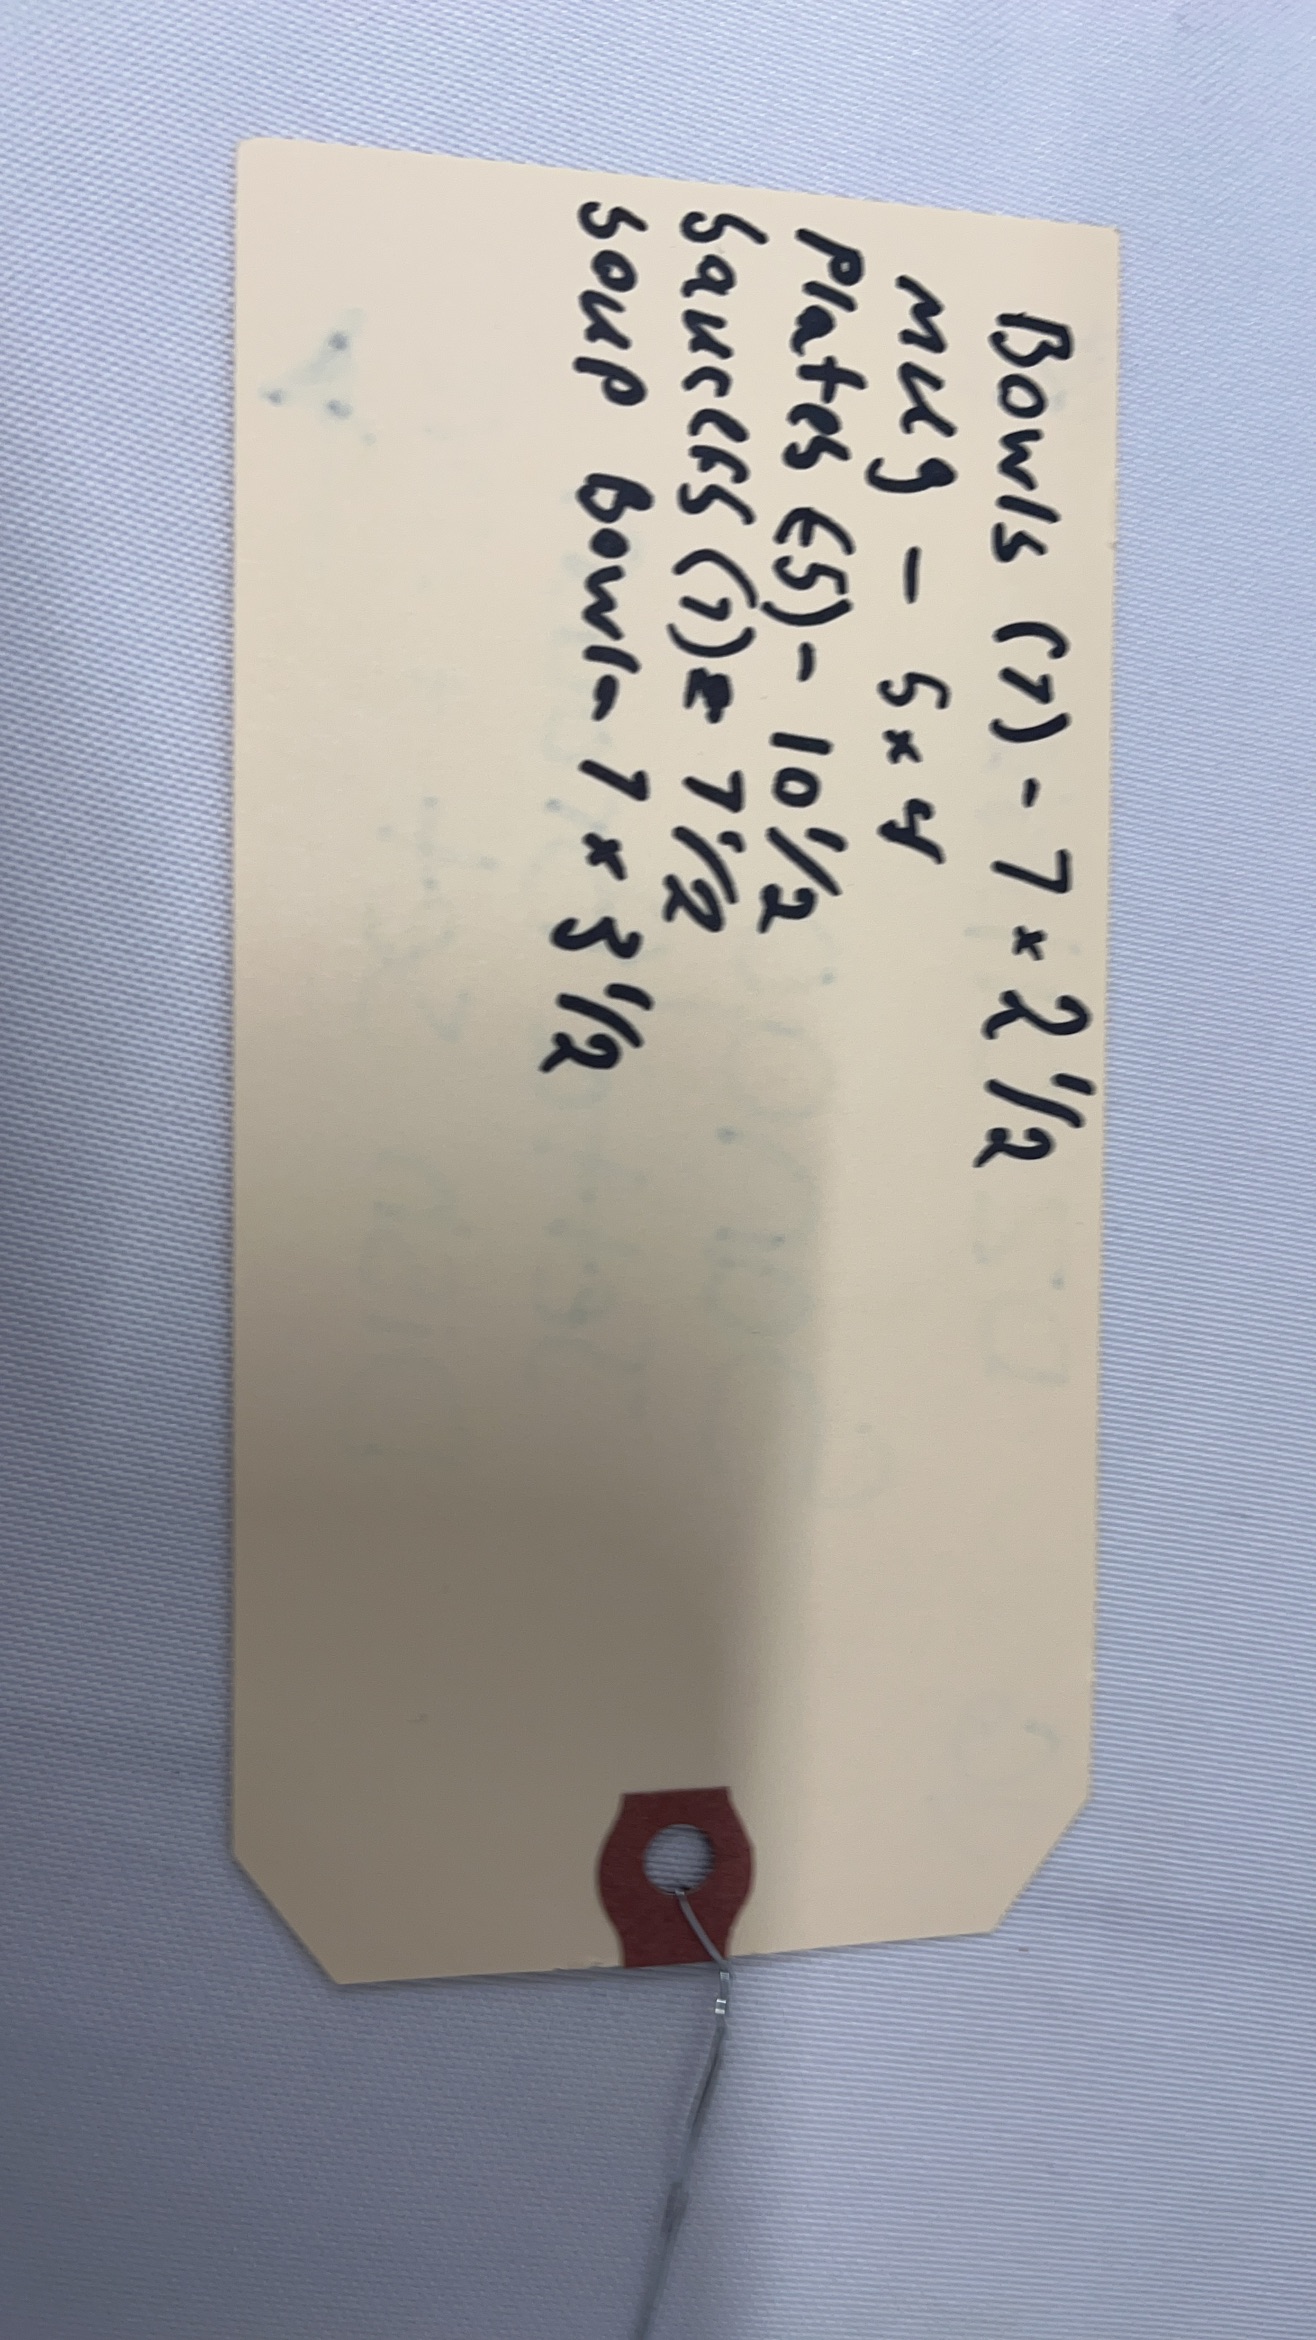 Bowls (7) - 7 x 2 1/2
mug - 5 x 4
Plates (5) - 10 1/2
Saucers (7) - 7 1/2
Soup Bowl - 7 x 3 1/2